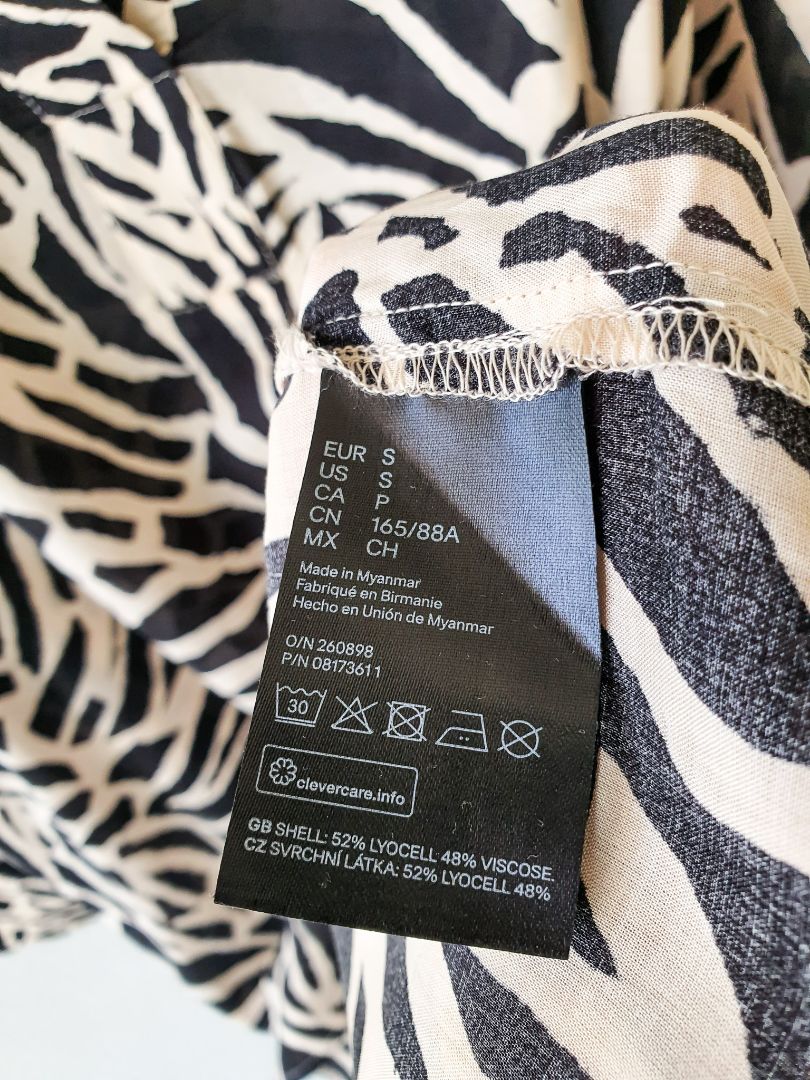 EUR S
US S
CA P
CN 165/88A
MX CH
Made in Myanmar
Fabriqué en Birmanie
Hecho en Unión de Myanmar
O/N 260898
P/N 08173611
30
clevercare.info
GB SHELL: 52% LYOCELL 48% VISCOSE.
CZ SVRCHNÍ LÁTKA: 52% LYOCELL 48%